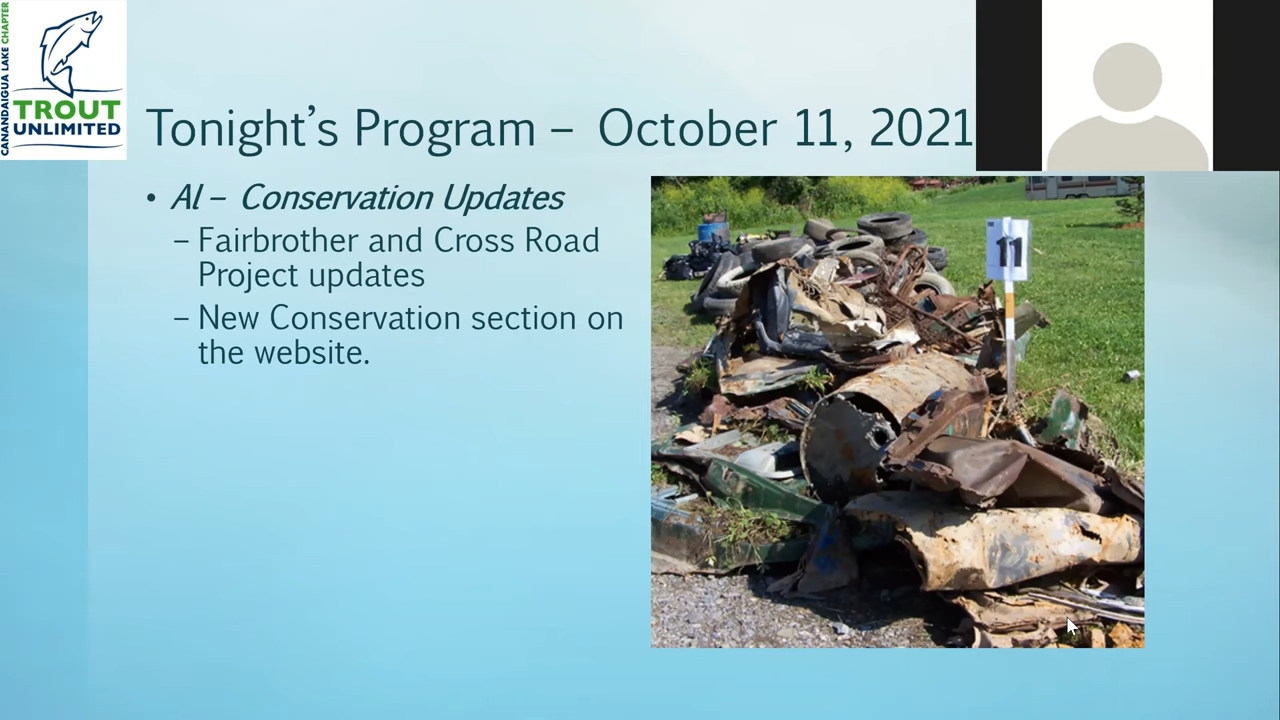 CANANDAIGUA LAKE CHAPTER
TROUT
UNLIMITED
Tonight’s Program – October 11, 2021
• Al – Conservation Updates
– Fairbrother and Cross Road
Project updates
– New Conservation section on
the website.
11